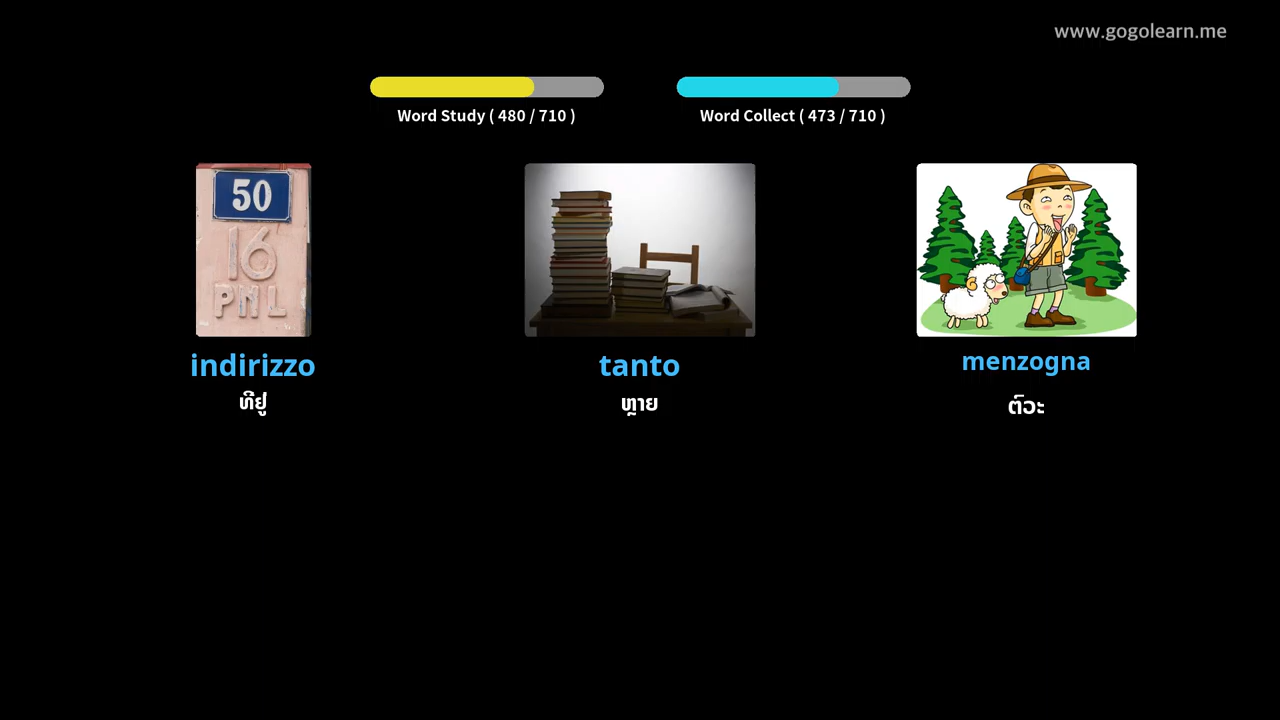 www.gogolearn.me
Word Study ( 480 / 710 )
Word Collect ( 473 / 710 )
50
16
PNL
indirizzo
tanto
menzogna
ທີ່ຢູ່
ຫຼາຍ
ຕົວະ